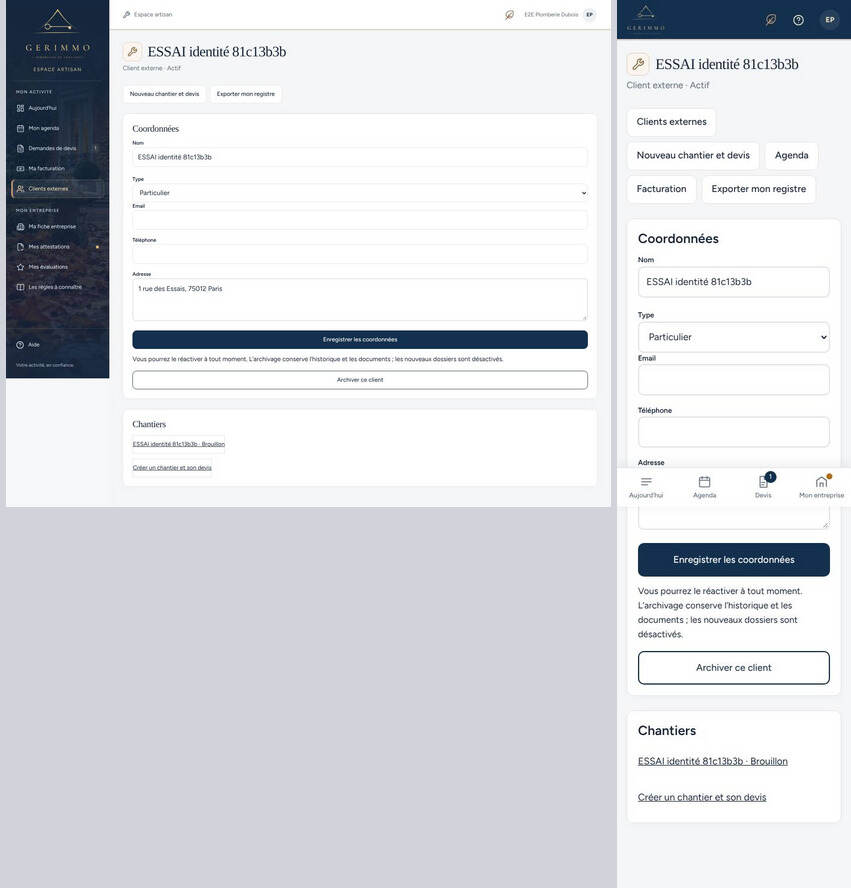 GERIMMO
ESPACE ARTISAN
MON ACTIVITÉ
Aujourd'hui
Mon agenda
Demandes de devis 1
Ma facturation
Clients externes
MON ENTREPRISE
Ma fiche entreprise
Mes attestations
Mes évaluations
Les règles à connaître
Aide
Votre activité, en confiance.
Espace artisan
E2E Plomberie Dubois EP
ESSAI identité 81c13b3b
Client externe · Actif
Nouveau chantier et devis Exporter mon registre
Coordonnées
Nom
ESSAI identité 81c13b3b
Type
Particulier
Email
Téléphone
Adresse
1 rue des Essais, 75012 Paris
Enregistrer les coordonnées
Vous pourrez le réactiver à tout moment. L'archivage conserve l'historique et les documents ; les nouveaux dossiers sont désactivés.
Archiver ce client
Chantiers
ESSAI identité 81c13b3b · Brouillon
Créer un chantier et son devis
GERIMMO
EP
ESSAI identité 81c13b3b
Client externe · Actif
Clients externes
Nouveau chantier et devis Agenda
Facturation Exporter mon registre
Coordonnées
Nom
ESSAI identité 81c13b3b
Type
Particulier
Email
Téléphone
Adresse
1
Aujourd'hui Agenda Devis Mon entreprise
Enregistrer les coordonnées
Vous pourrez le réactiver à tout moment.
L'archivage conserve l'historique et les
documents ; les nouveaux dossiers sont
désactivés.
Archiver ce client
Chantiers
ESSAI identité 81c13b3b · Brouillon
Créer un chantier et son devis